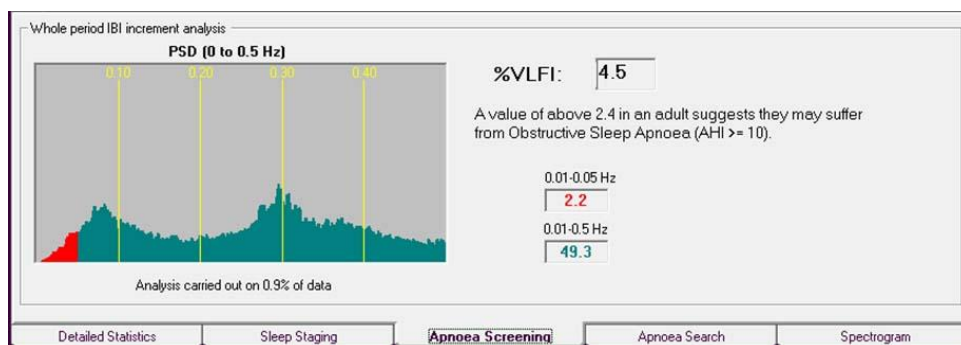 Whole period IBI increment analysis
PSD (0 to 0.5 Hz)
0.10 0.20 0.30 0.40
%VLFI: 4.5
A value of above 2.4 in an adult suggests they may suffer
from Obstructive Sleep Apnoea (AHI >= 10).
0.01-0.05 Hz
2.2
0.01-0.5 Hz
49.3
Analysis carried out on 0.9% of data
Detailed Statistics Sleep Staging Apnoea Screening Apnoea Search Spectrogram